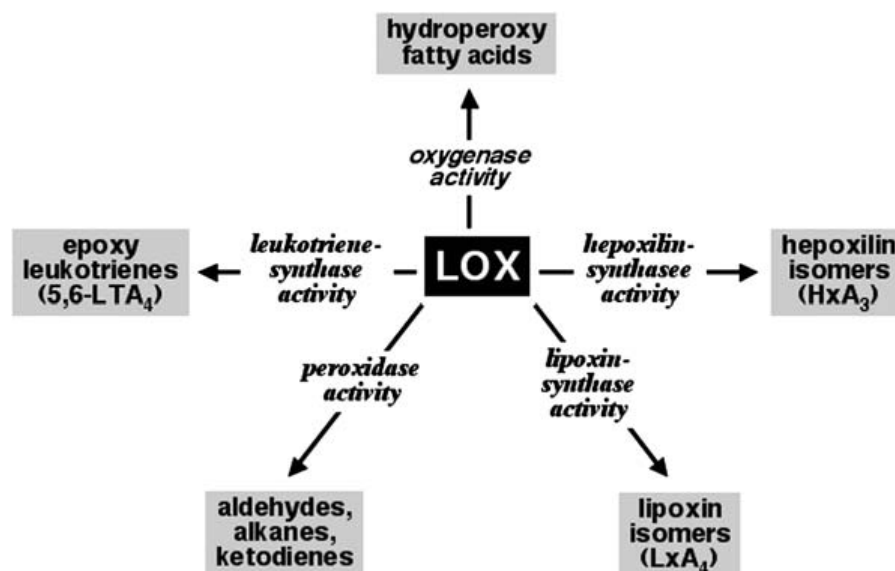 hydroperoxy
fatty acids
oxygenase
activity
epoxy
leukotrienes
(5,6-LTA₄)
leukotriene-
synthase
activity
LOX
hepoxilin-
synthasee
activity
hepoxilin
isomers
(HxA₃)
peroxidase
activity
lipoxin-
synthase
activity
aldehydes,
alkanes,
ketodienes
lipoxin
isomers
(LxA₄)